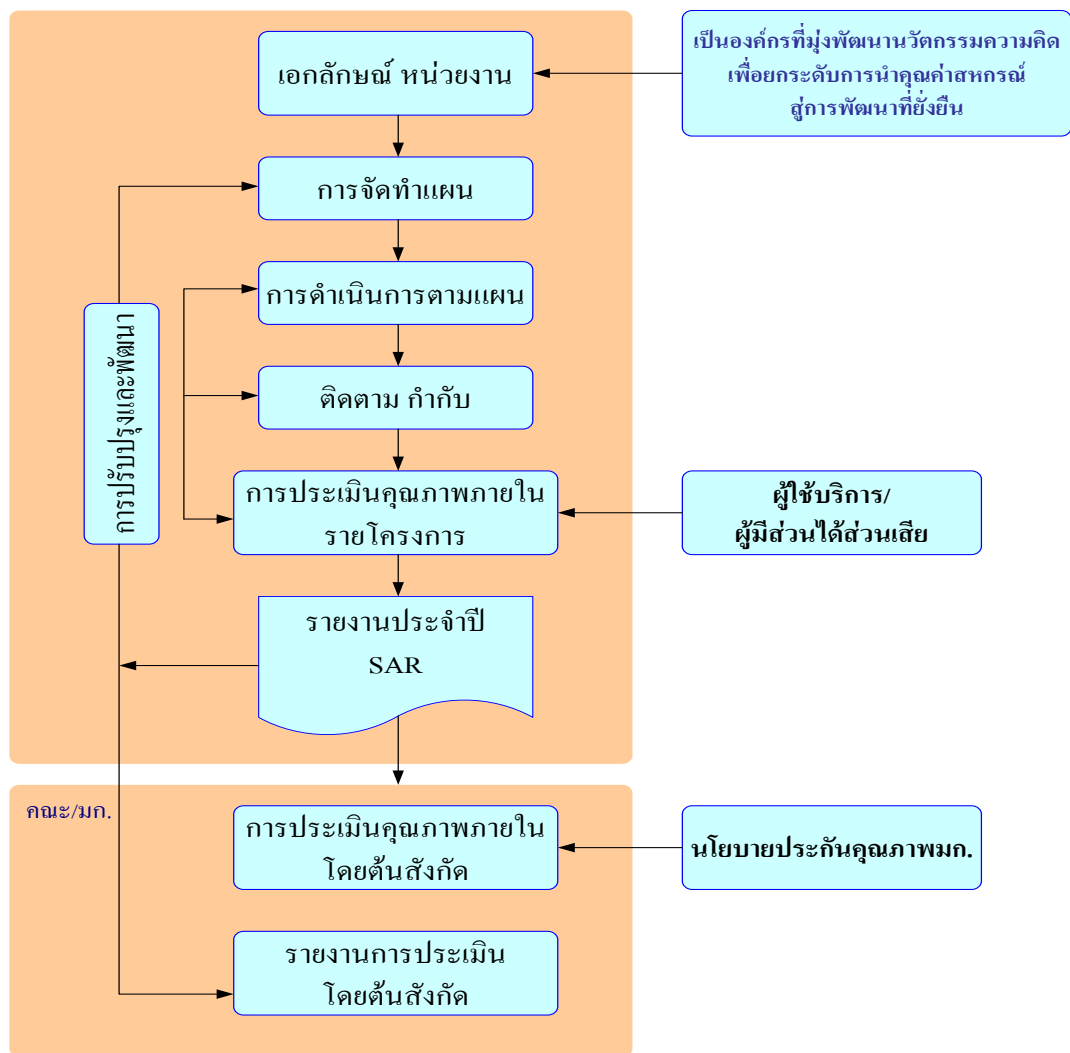 เอกลักษณ์ หน่วยงาน
เป็นองค์กรที่มุ่งพัฒนานวัตกรรมความคิด
เพื่อยกระดับการนำคุณค่าสหกรณ์
สู่การพัฒนาที่ยั่งยืน
การจัดทำแผน
การดำเนินการตามแผน
การปรับปรุงและพัฒนา
ติดตาม กำกับ
การประเมินคุณภาพภายใน
รายโครงการ
ผู้ใช้บริการ/
ผู้มีส่วนได้ส่วนเสีย
รายงานประจำปี
SAR
คณะ/มก.
การประเมินคุณภาพภายใน
โดยต้นสังกัด
นโยบายประกันคุณภาพมก.
รายงานการประเมิน
โดยต้นสังกัด